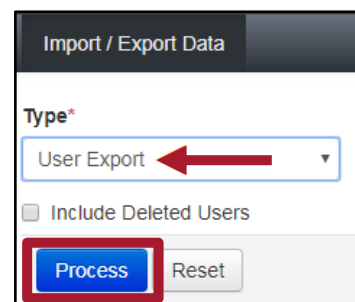 Import / Export Data
Type*
User Export
Include Deleted Users
Process Reset